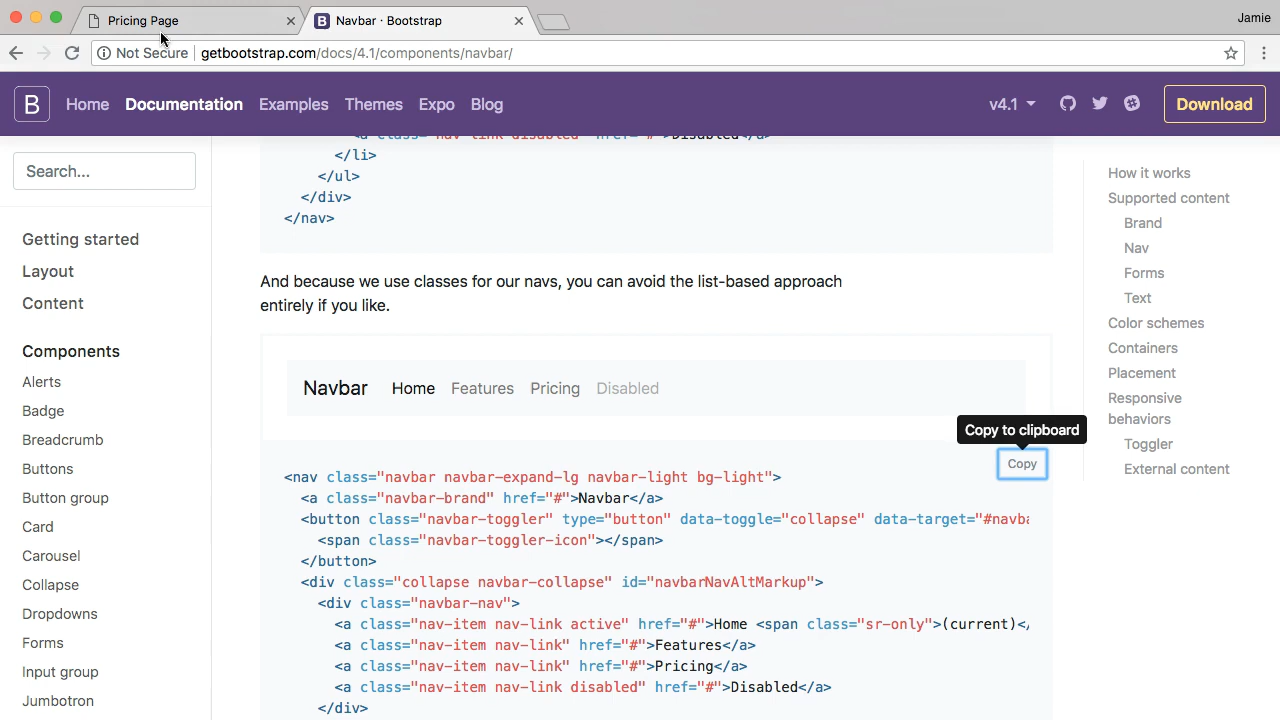 Pricing Page
Navbar · Bootstrap
Jamie
Not Secure
getbootstrap.com/docs/4.1/components/navbar/
B Home Documentation Examples Themes Expo Blog v4.1 Download
Search...
Getting started
Layout
Content
Components
Alerts
Badge
Breadcrumb
Buttons
Button group
Card
Carousel
Collapse
Dropdowns
Forms
Input group
Jumbotron
<a class="nav-link disabled" href="#">Disabled</a>
</li>
</ul>
</div>
</nav>
And because we use classes for our navs, you can avoid the list-based approach
entirely if you like.
Navbar Home Features Pricing Disabled
Copy to clipboard
Copy
<nav class="navbar navbar-expand-lg navbar-light bg-light">
<a class="navbar-brand" href="#">Navbar</a>
<button class="navbar-toggler" type="button" data-toggle="collapse" data-target="#navba
<span class="navbar-toggler-icon"></span>
</button>
<div class="collapse navbar-collapse" id="navbarNavAltMarkup">
<div class="navbar-nav">
<a class="nav-item nav-link active" href="#">Home <span class="sr-only">(current)</
<a class="nav-item nav-link" href="#">Features</a>
<a class="nav-item nav-link" href="#">Pricing</a>
<a class="nav-item nav-link disabled" href="#">Disabled</a>
</div>
How it works
Supported content
Brand
Nav
Forms
Text
Color schemes
Containers
Placement
Responsive
behaviors
Toggler
External content